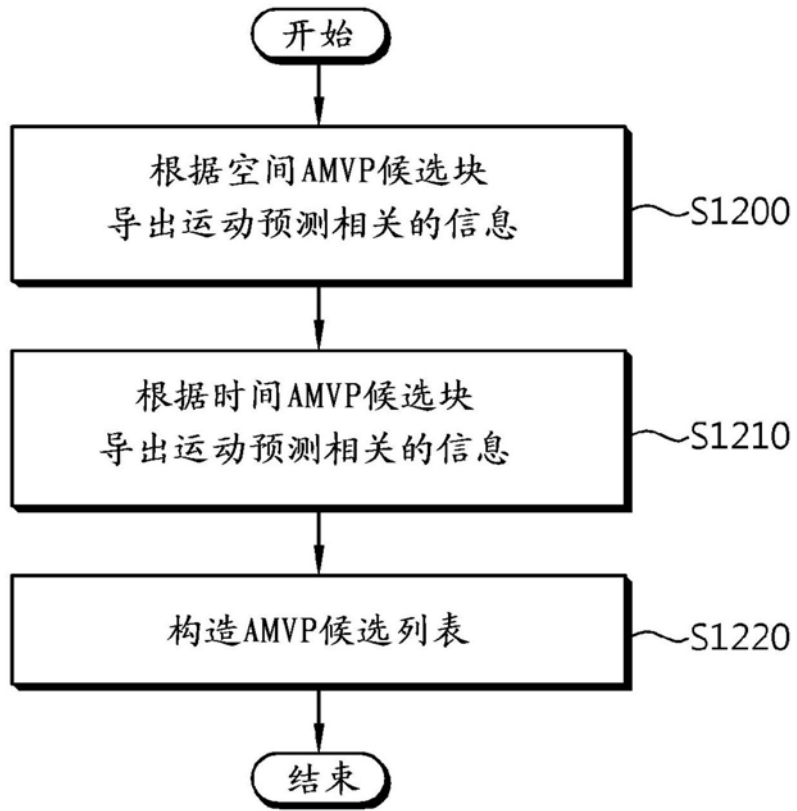 开始
根据空间AMVP候选块
导出运动预测相关的信息
S1200
根据时间AMVP候选块
导出运动预测相关的信息
S1210
构造AMVP候选列表
S1220
结束